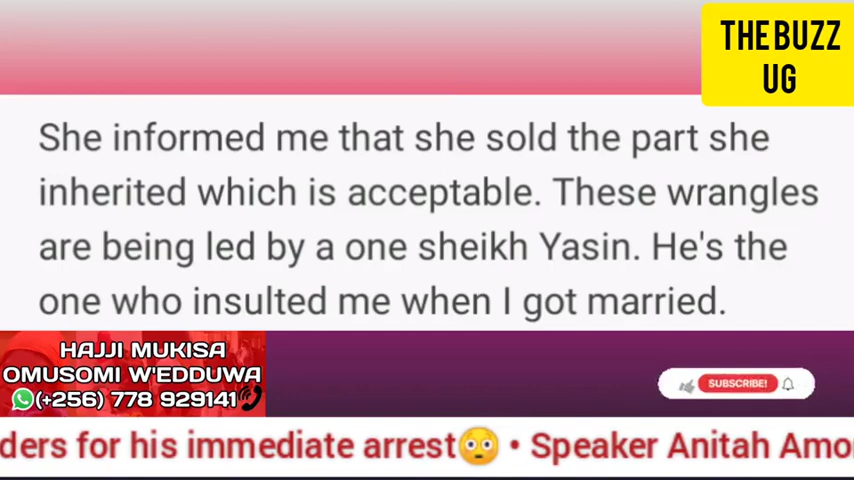 THE BUZZ
UG
She informed me that she sold the part she
inherited which is acceptable. These wrangles
are being led by a one sheikh Yasin. He's the
one who insulted me when I got married.
HAJJI MUKISA
OMUSOMI W'EDDUWA
(+256) 778 929141
SUBSCRIBE!
ders for his immediate arrest😳 • Speaker Anitah Amo